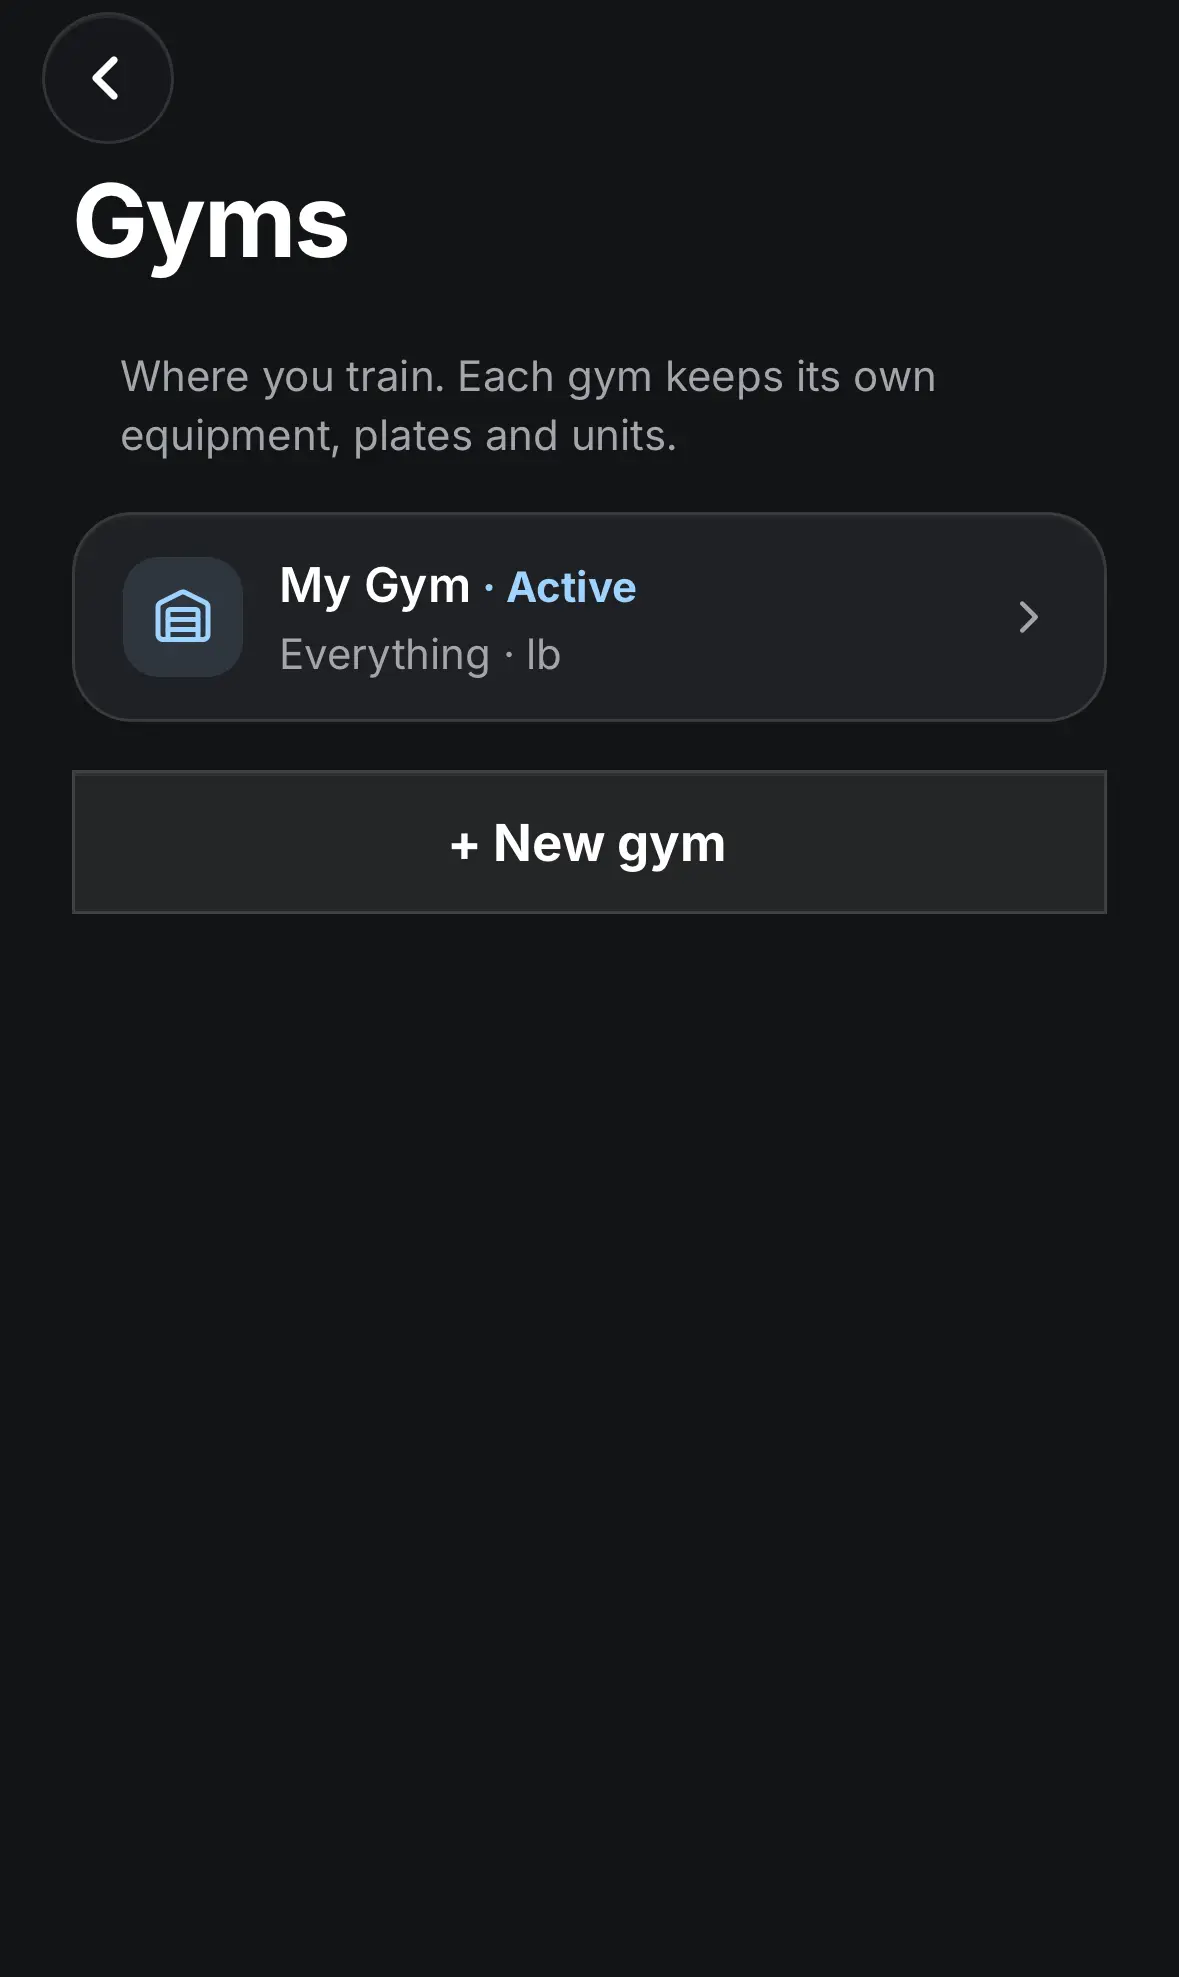 Gyms
Where you train. Each gym keeps its own
equipment, plates and units.
My Gym · Active
Everything · lb
+ New gym